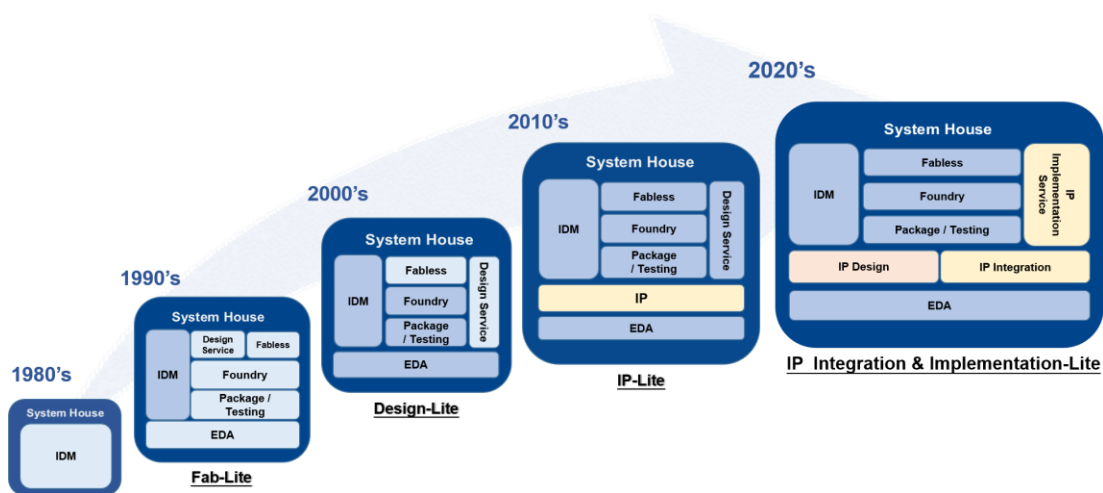 1980's
System House
IDM
1990's
System House
IDM
Design
Service
Fabless
Foundry
Package /
Testing
EDA
Fab-Lite
2000's
System House
IDM
Fabless
Foundry
Package
/ Testing
Design Service
EDA
Design-Lite
2010's
System House
IDM
Fabless
Foundry
Package
/ Testing
Design Service
IP
EDA
IP-Lite
2020's
System House
IDM
Fabless
Foundry
Package / Testing
IP
Implementation
Service
IP Design
IP Integration
EDA
IP Integration & Implementation-Lite